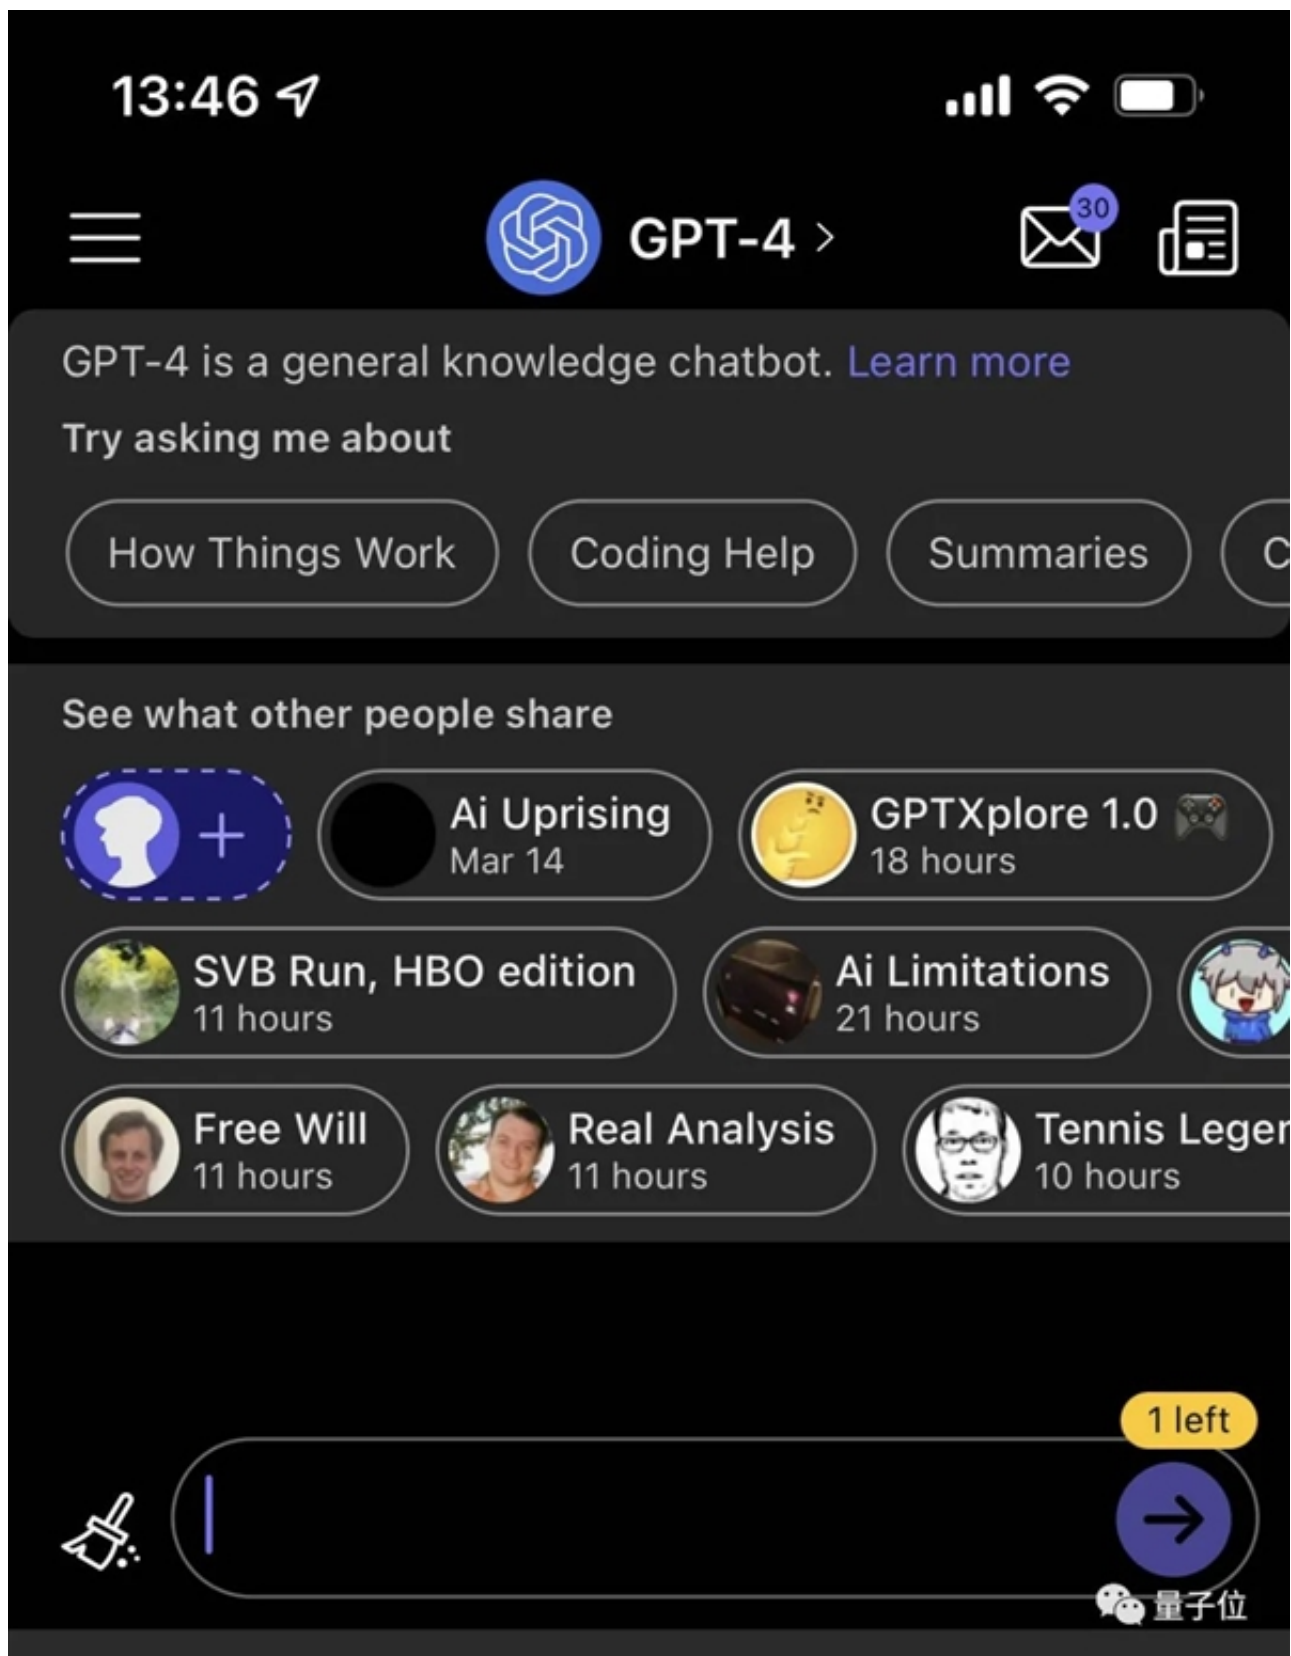 13:46
GPT-4
30
GPT-4 is a general knowledge chatbot. Learn more
Try asking me about
How Things Work Coding Help Summaries C
See what other people share
Ai Uprising GPTXplore 1.0 🎮
Mar 14 18 hours
SVB Run, HBO edition Ai Limitations
11 hours 21 hours
Free Will Real Analysis Tennis Leger
11 hours 11 hours 10 hours
1 left
量子位